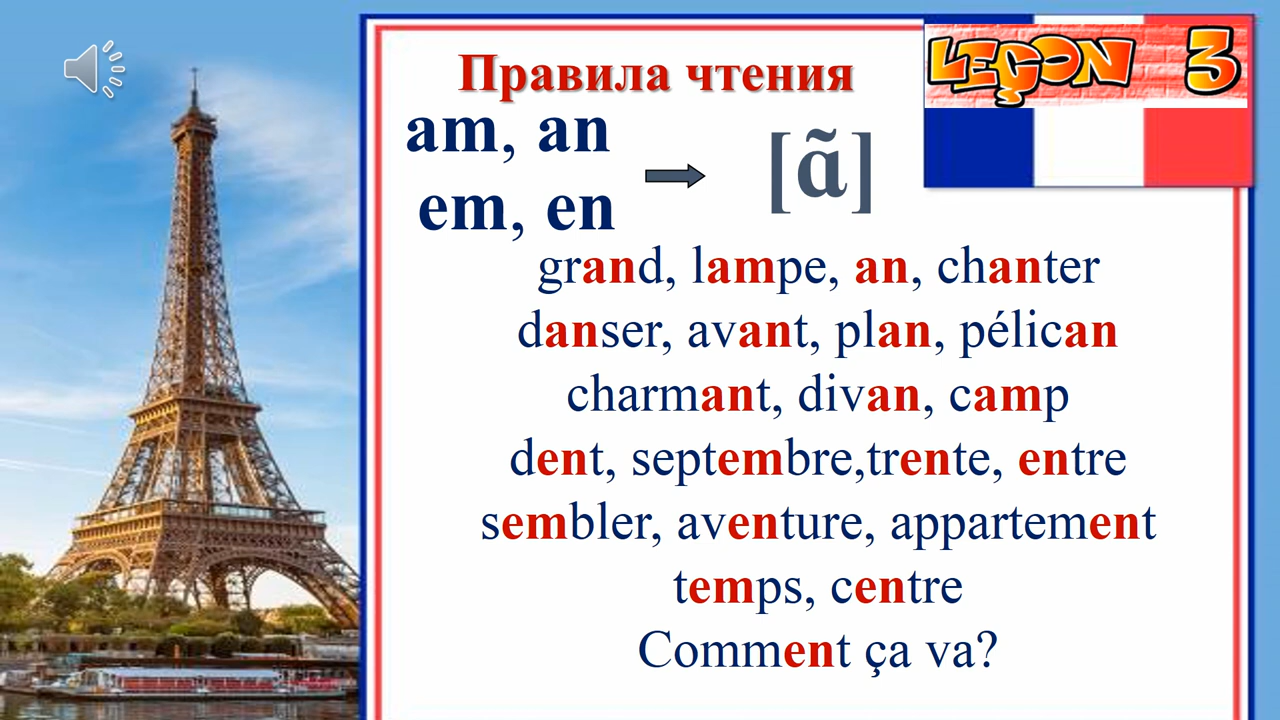 Правила чтения
LEÇON 3
am, an
em, en
[ɑ̃]
grand, lampe, an, chanter
danser, avant, plan, pélican
charmant, divan, camp
dent, septembre,trente, entre
sembler, aventure, appartement
temps, centre
Comment ça va?